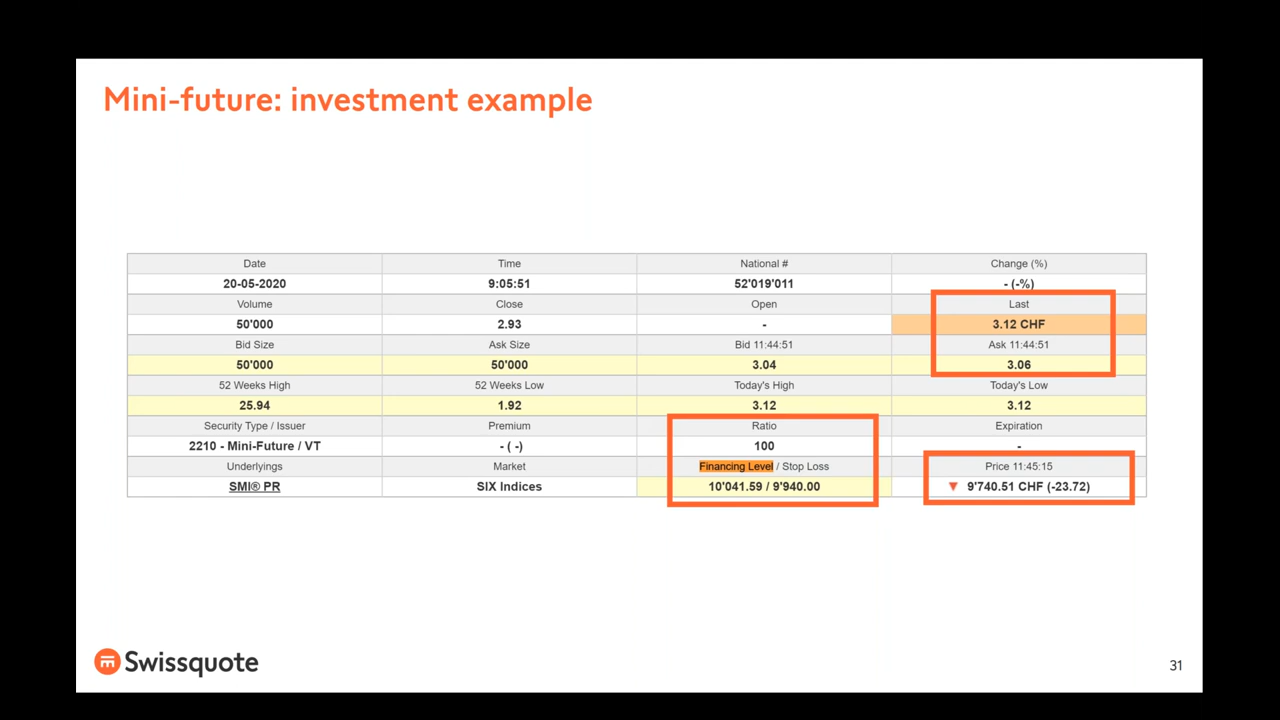 Mini-future: investment example
Date Time National # Change (%)
20-05-2020 9:05:51 52'019'011 - (-%)
Volume Close Open Last
50'000 2.93 - 3.12 CHF
Bid Size Ask Size Bid 11:44:51 Ask 11:44:51
50'000 50'000 3.04 3.06
52 Weeks High 52 Weeks Low Today's High Today's Low
25.94 1.92 3.12 3.12
Security Type / Issuer Premium Ratio Expiration
2210 - Mini-Future / VT - ( -) 100 -
Underlyings Market Financing Level / Stop Loss Price 11:45:15
SMI® PR SIX Indices 10'041.59 / 9'940.00 ▼ 9'740.51 CHF (-23.72)
Swissquote
31